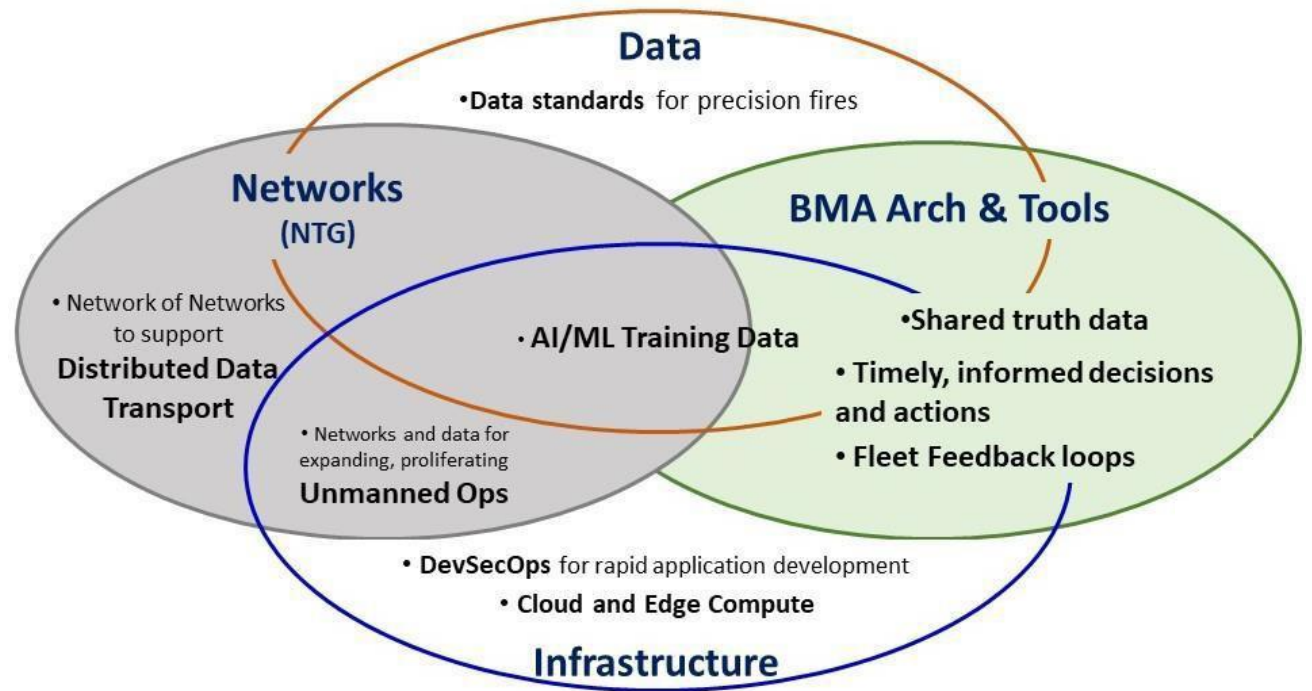 Data
•Data standards for precision fires
Networks
(NTG)
BMA Arch & Tools
• Network of Networks
to support
Distributed Data
Transport
• AI/ML Training Data
•Shared truth data
• Timely, informed decisions
and actions
• Fleet Feedback loops
• Networks and data for
expanding, proliferating
Unmanned Ops
• DevSecOps for rapid application development
• Cloud and Edge Compute
Infrastructure